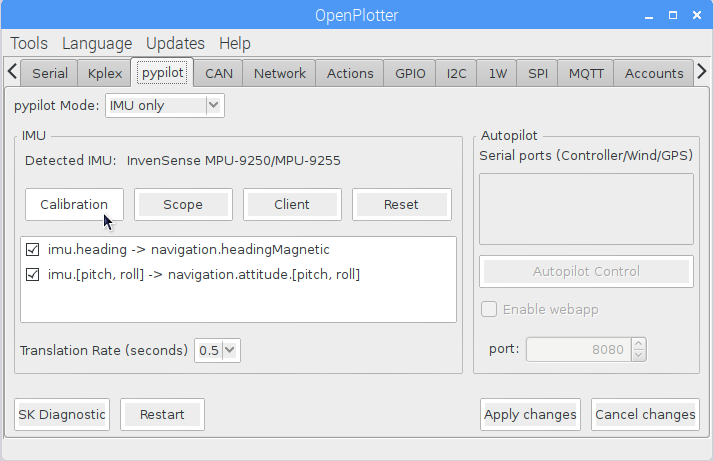 OpenPlotter
Tools Language Updates Help
Serial Kplex pypilot CAN Network Actions GPIO I2C 1W SPI MQTT Accounts
pypilot Mode: IMU only
IMU
Detected IMU: InvenSense MPU-9250/MPU-9255
Calibration Scope Client Reset
imu.heading -> navigation.headingMagnetic
imu.[pitch, roll] -> navigation.attitude.[pitch, roll]
Translation Rate (seconds) 0.5
Autopilot
Serial ports (Controller/Wind/GPS)
Autopilot Control
Enable webapp
port: 8080
SK Diagnostic Restart Apply changes Cancel changes